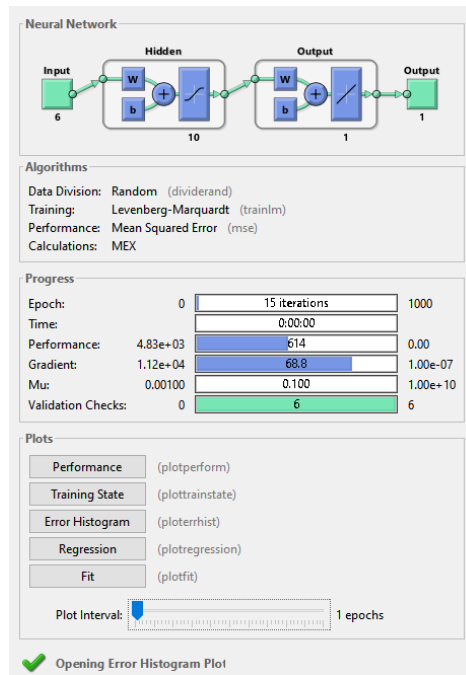 Neural Network
Hidden Output
Input W W Output
b b
6 1
10 1
Algorithms
Data Division: Random (dividerand)
Training: Levenberg-Marquardt (trainlm)
Performance: Mean Squared Error (mse)
Calculations: MEX
Progress
Epoch: 0 15 iterations 1000
Time: 0:00:00
Performance: 4.83e+03 614 0.00
Gradient: 1.12e+04 68.8 1.00e-07
Mu: 0.00100 0.100 1.00e+10
Validation Checks: 0 6 6
Plots
Performance (plotperform)
Training State (plottrainstate)
Error Histogram (ploterrhist)
Regression (plotregression)
Fit (plotfit)
Plot Interval: 1 epochs
Opening Error Histogram Plot